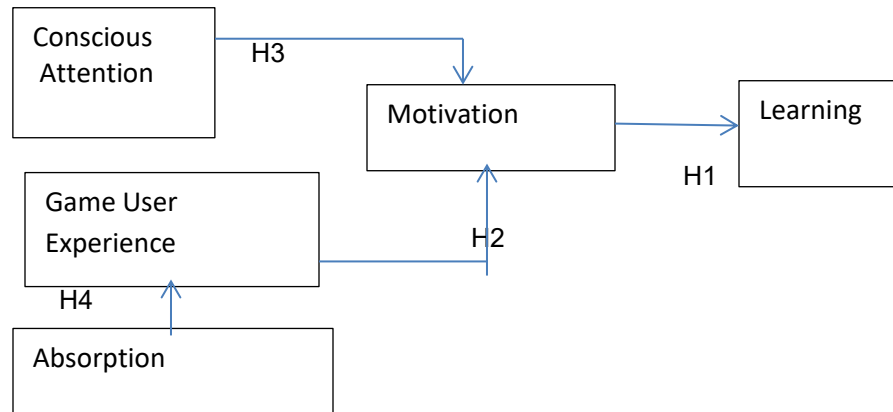 Conscious
Attention
H3
Motivation
Learning
H1
Game User
Experience
H2
H4
Absorption